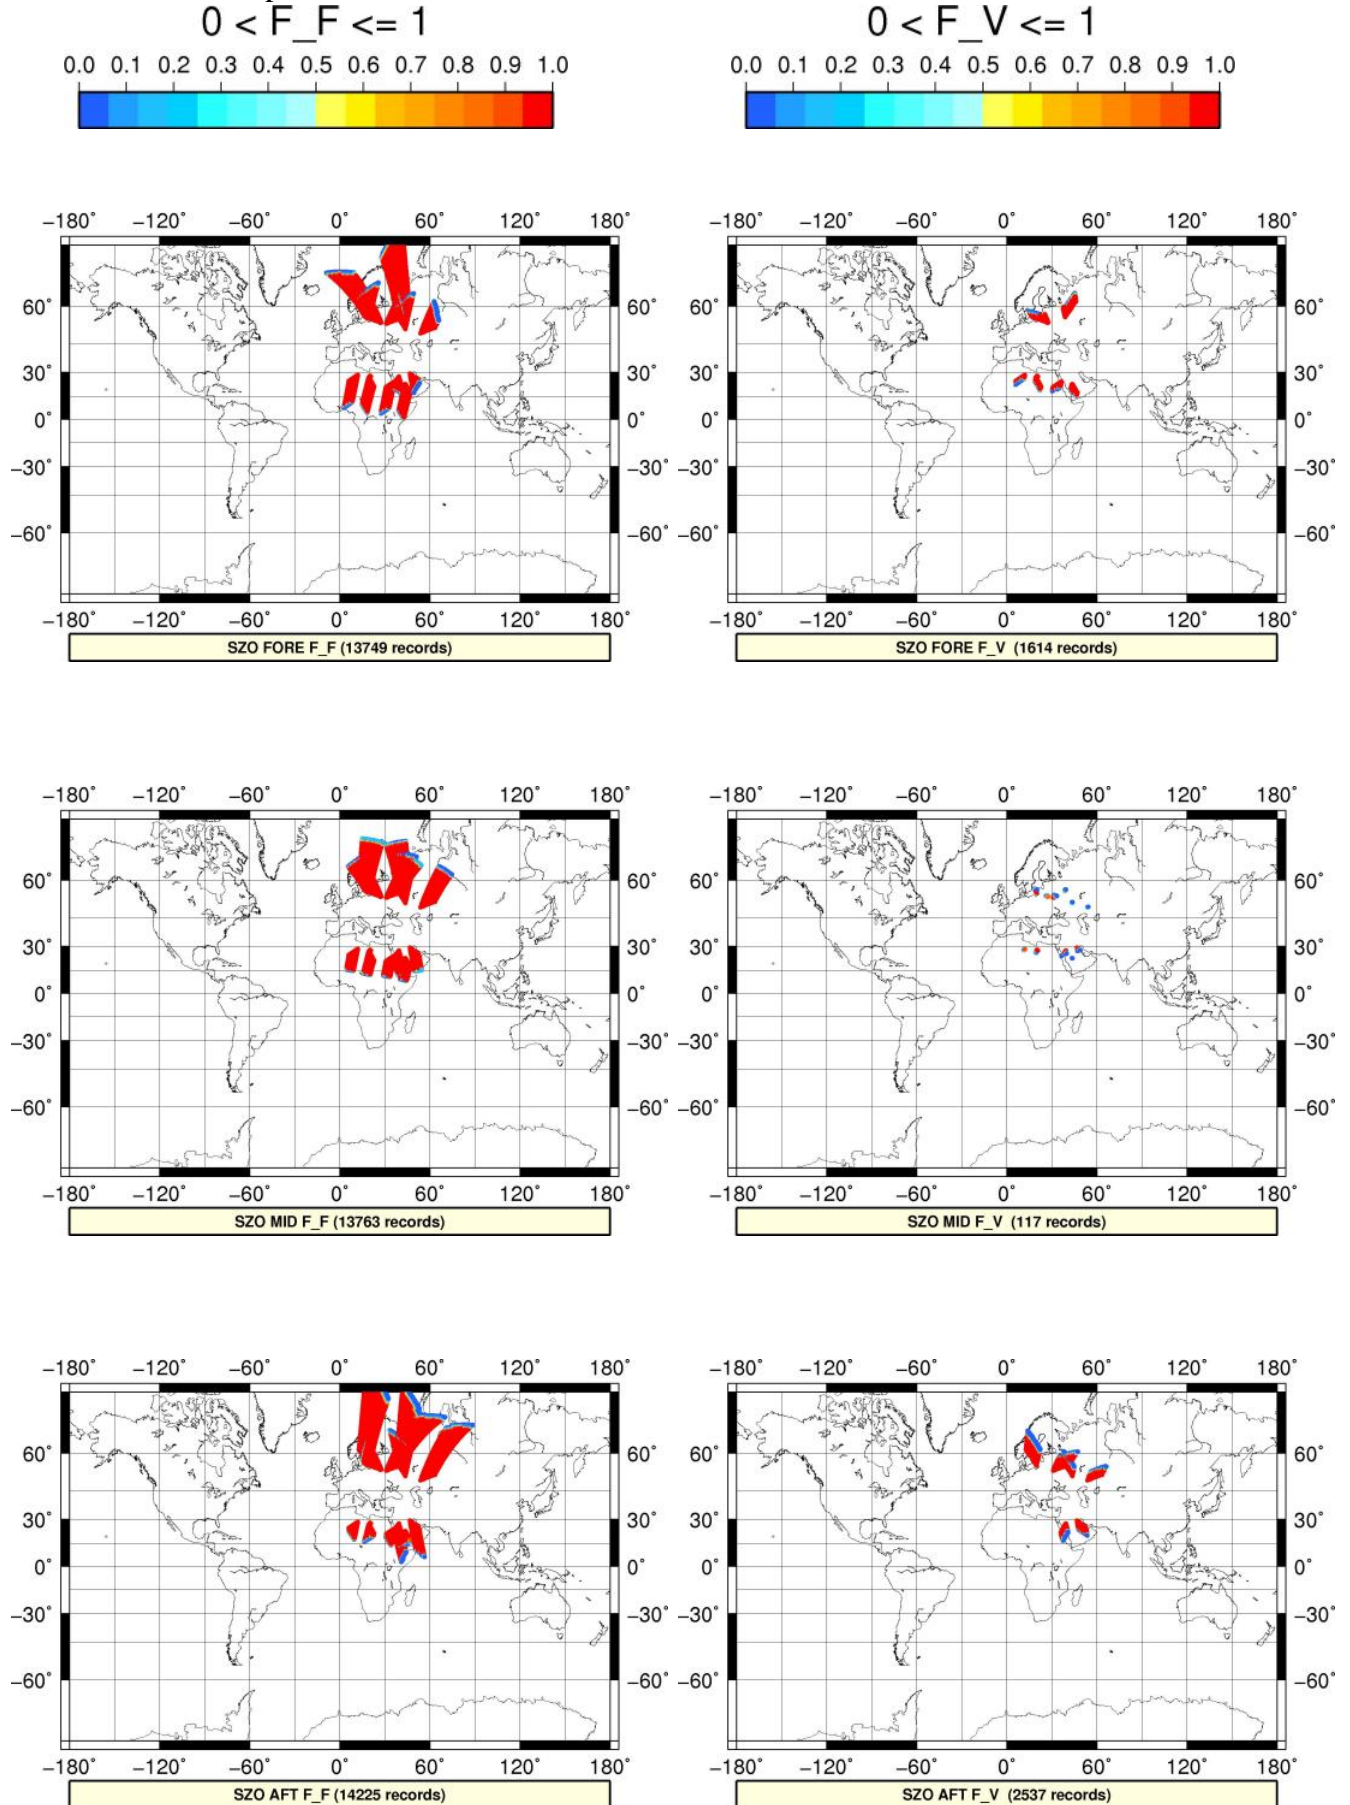 0 < F_F <= 1
0 < F_V <= 1
0.0 0.1 0.2 0.3 0.4 0.5 0.6 0.7 0.8 0.9 1.0
0.0 0.1 0.2 0.3 0.4 0.5 0.6 0.7 0.8 0.9 1.0
−180˚ −120˚ −60˚ 0˚ 60˚ 120˚ 180˚
−180˚ −120˚ −60˚ 0˚ 60˚ 120˚ 180˚
60˚ 60˚ 60˚ 60˚
30˚ 30˚ 30˚ 30˚
0˚ 0˚ 0˚ 0˚
−30˚ −30˚ −30˚ −30˚
−60˚ −60˚ −60˚ −60˚
−180˚ −120˚ −60˚ 0˚ 60˚ 120˚ 180˚
−180˚ −120˚ −60˚ 0˚ 60˚ 120˚ 180˚
SZO FORE F_F (13749 records)
SZO FORE F_V (1614 records)
−180˚ −120˚ −60˚ 0˚ 60˚ 120˚ 180˚
−180˚ −120˚ −60˚ 0˚ 60˚ 120˚ 180˚
60˚ 60˚ 60˚ 60˚
30˚ 30˚ 30˚ 30˚
0˚ 0˚ 0˚ 0˚
−30˚ −30˚ −30˚ −30˚
−60˚ −60˚ −60˚ −60˚
−180˚ −120˚ −60˚ 0˚ 60˚ 120˚ 180˚
−180˚ −120˚ −60˚ 0˚ 60˚ 120˚ 180˚
SZO MID F_F (13763 records)
SZO MID F_V (117 records)
−180˚ −120˚ −60˚ 0˚ 60˚ 120˚ 180˚
−180˚ −120˚ −60˚ 0˚ 60˚ 120˚ 180˚
60˚ 60˚ 60˚ 60˚
30˚ 30˚ 30˚ 30˚
0˚ 0˚ 0˚ 0˚
−30˚ −30˚ −30˚ −30˚
−60˚ −60˚ −60˚ −60˚
−180˚ −120˚ −60˚ 0˚ 60˚ 120˚ 180˚
−180˚ −120˚ −60˚ 0˚ 60˚ 120˚ 180˚
SZO AFT F_F (14225 records)
SZO AFT F_V (2537 records)